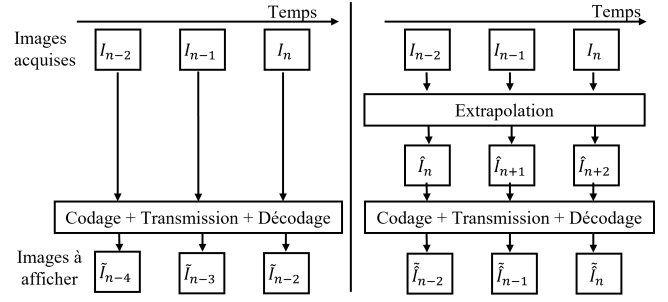 Temps
Images acquises
I_{n−2} I_{n−1} I_n
Codage + Transmission + Décodage
Images à afficher
Ĩ_{n−4} Ĩ_{n−3} Ĩ_{n−2}
Temps
I_{n−2} I_{n−1} I_n
Extrapolation
Î_n Î_{n+1} Î_{n+2}
Codage + Transmission + Décodage
Î̃_{n−2} Î̃_{n−1} Î̃_n